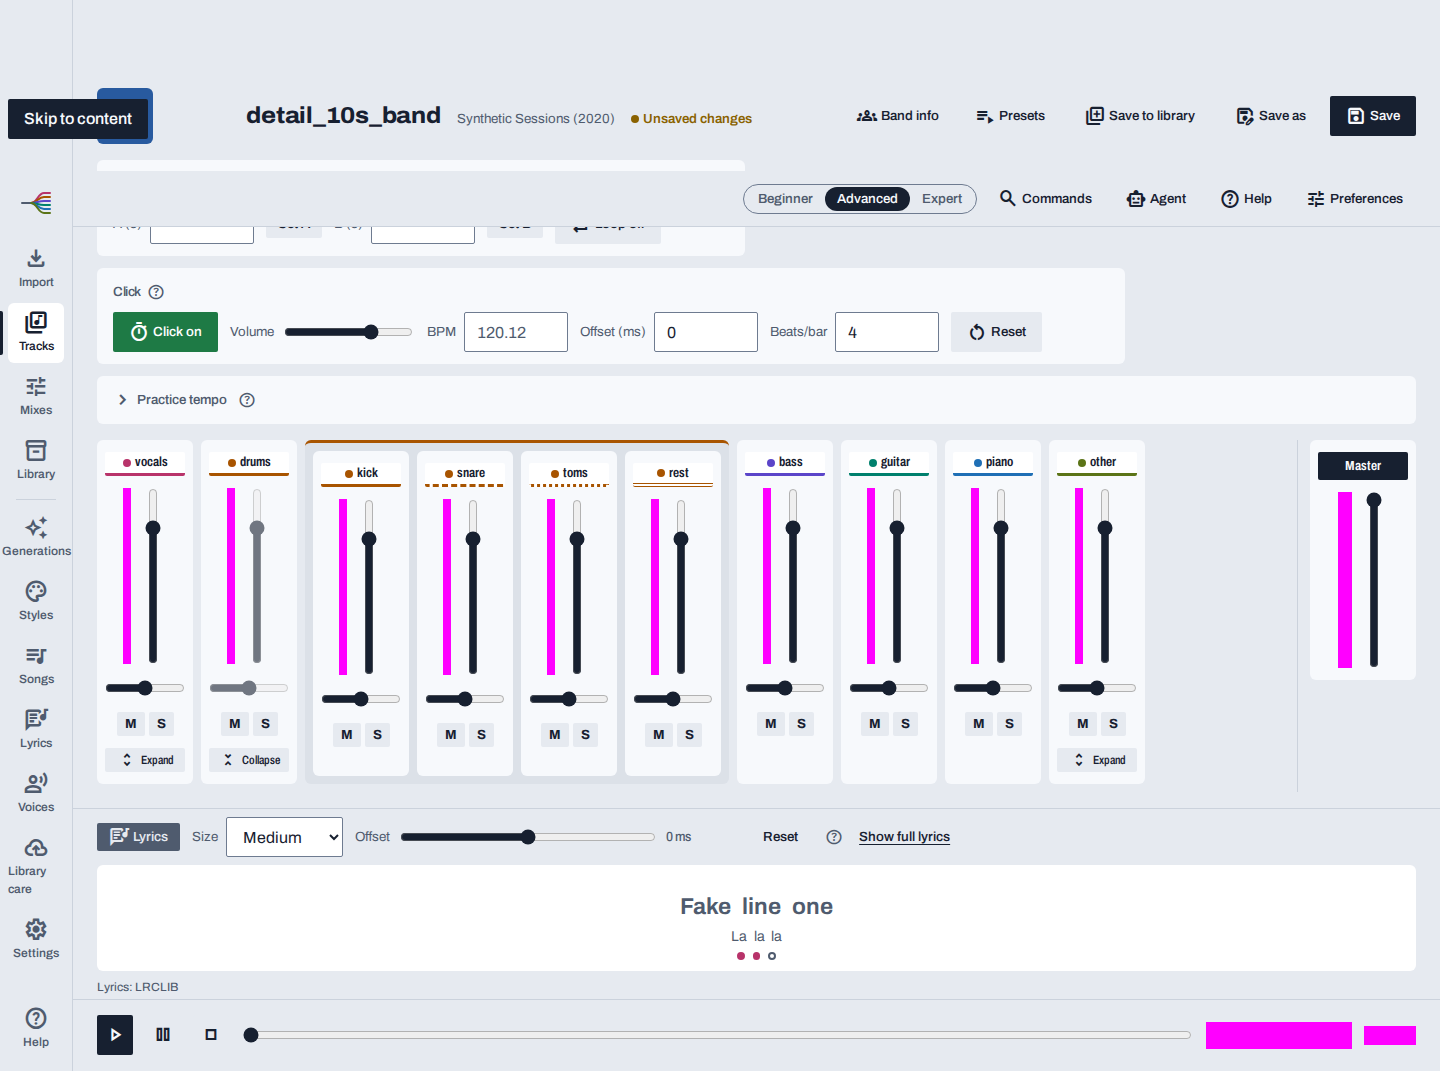 Skip to content
detail_10s_band
Synthetic Sessions (2020)
Unsaved changes
Band info
Presets
Save to library
Save as
Save
Beginner
Advanced
Expert
Commands
Agent
Help
Preferences
Import
Tracks
Mixes
Library
Generations
Styles
Songs
Lyrics
Voices
Library
care
Settings
Help
Click
Click on
Volume
BPM
120.12
Offset (ms)
0
Beats/bar
4
Reset
Practice tempo
vocals
drums
kick
snare
toms
rest
bass
guitar
piano
other
Master
M S
M S
M S
M S
M S
M S
M S
M S
M S
M S
Expand
Collapse
Expand
Lyrics
Size
Medium
Offset
0 ms
Reset
Show full lyrics
Fake line one
La la la
Lyrics: LRCLIB